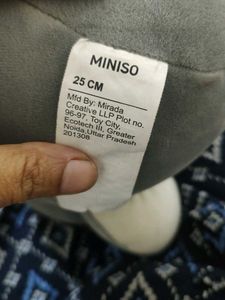 MINISO
25 CM
Mfd By: Mirada
Creative LLP Plot no.
96-97, Toy City,
Ecotech III, Greater
Noida,Uttar Pradesh
201308